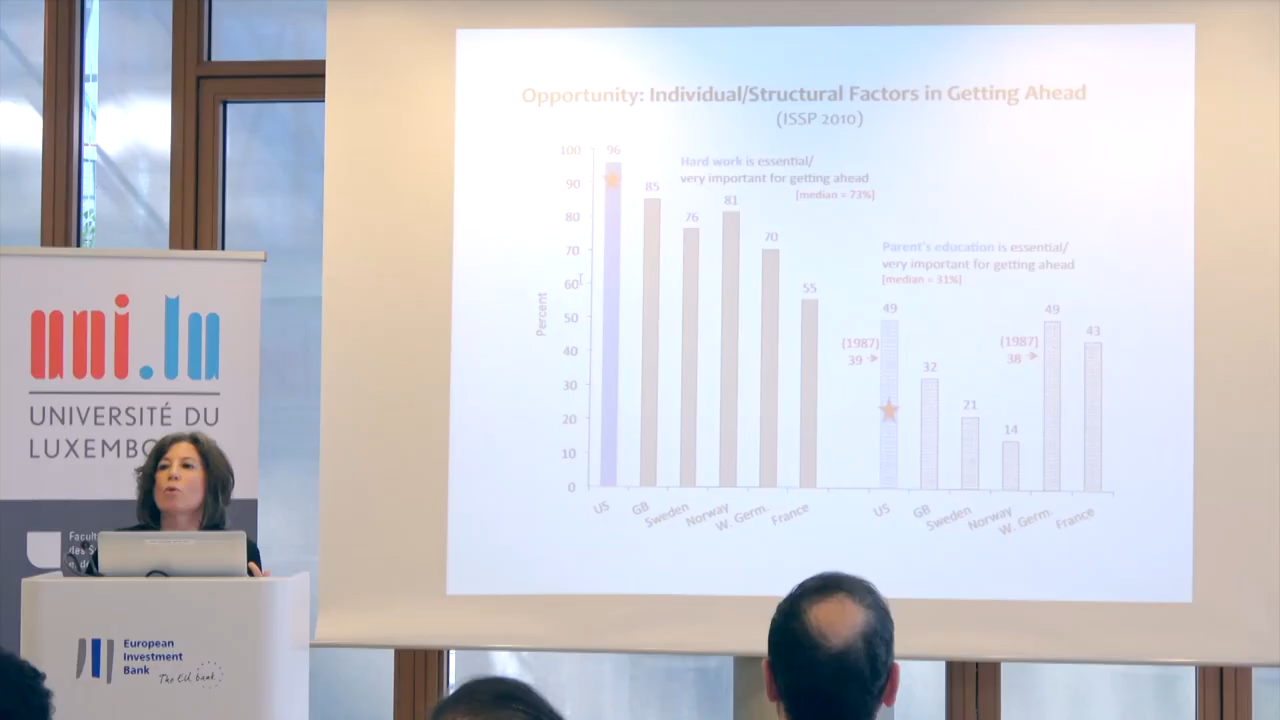 Opportunity: Individual/Structural Factors in Getting Ahead
(ISSP 2010)
Hard work is essential/
very important for getting ahead
[median = 73%]
Parent's education is essential/
very important for getting ahead
[median = 31%]
Percent
100
90
80
70
60
50
40
30
20
10
0
96
85
76
81
70
55
(1987)
39
49
32
21
14
(1987)
38
49
43
US
GB
Sweden
Norway
W. Germ.
France
US
GB
Sweden
Norway
W. Germ.
France
uni.lu
UNIVERSITÉ DU
LUXEMBO
Facult
des S
European
Investment
Bank
The EU bank